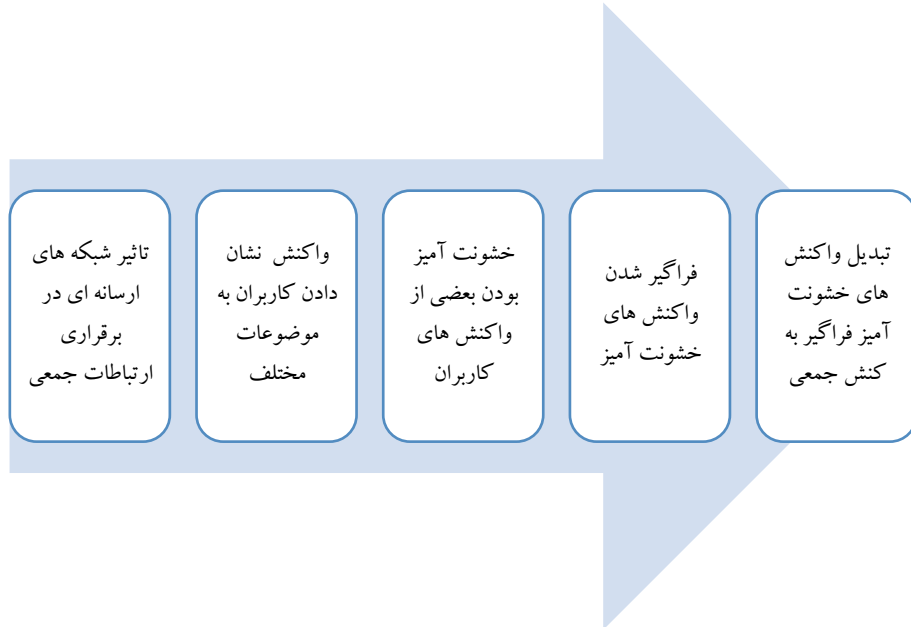 تاثیر شبکه های
ارسانه ای در
برقراری
ارتباطات جمعی
واکنش نشان
دادن کاربران به
موضوعات
مختلف
خشونت آمیز
بودن بعضی از
واکنش های
کاربران
فراگیر شدن
واکنش های
خشونت آمیز
تبدیل واکنش
های خشونت
آمیز فراگیر به
کنش جمعی